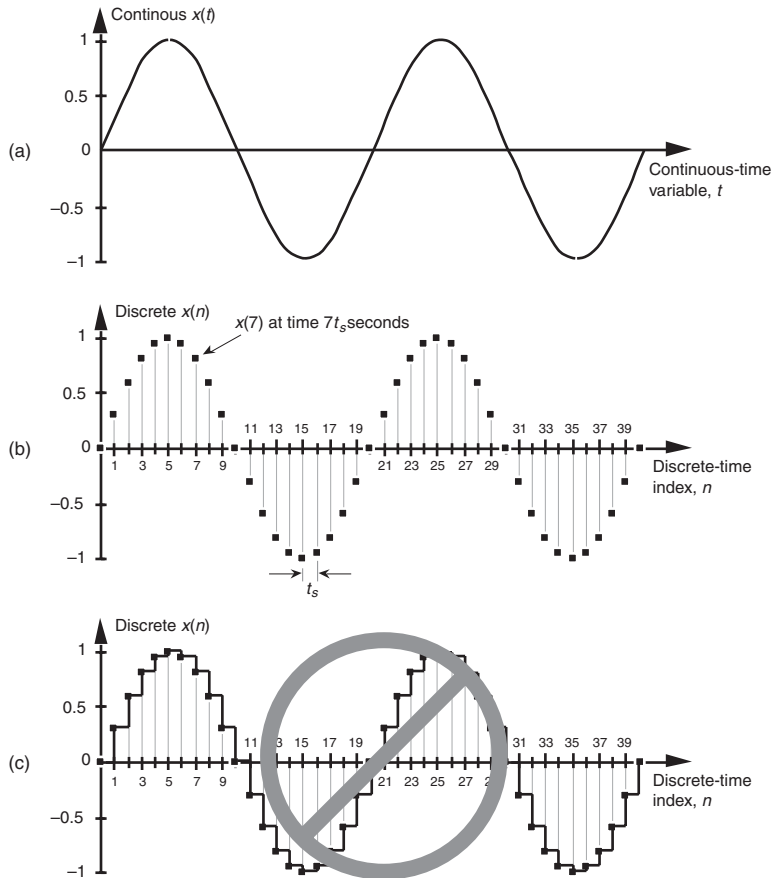 Continous x(t)
1
0.5
(a)
0
−0.5
−1
Continuous-time
variable, t
Discrete x(n)
x(7) at time 7tₛ seconds
1
0.5
11 13 15 17 19 31 33 35 37 39
(b)
0
1 3 5 7 9 21 23 25 27 29
Discrete-time
index, n
−0.5
−1
tₛ
Discrete x(n)
1
0.5
11 3 15 17 19 31 33 35 37 39
(c)
0
1 3 5 7 9 21 23 25 27 2
Discrete-time
index, n
−0.5
−1